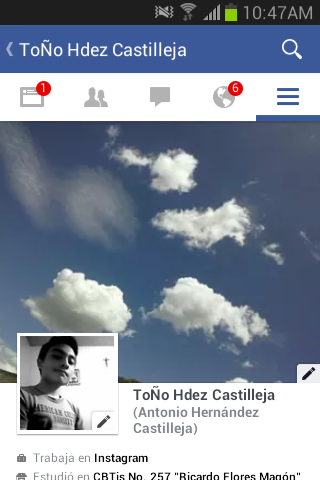 10:47AM
ToÑo Hdez Castilleja
1
6
AMERICAN
ToÑo Hdez Castilleja
(Antonio Hernández
Castilleja)
Trabaja en Instagram
Estudió en CBTis No. 257 "Ricardo Flores Magón"